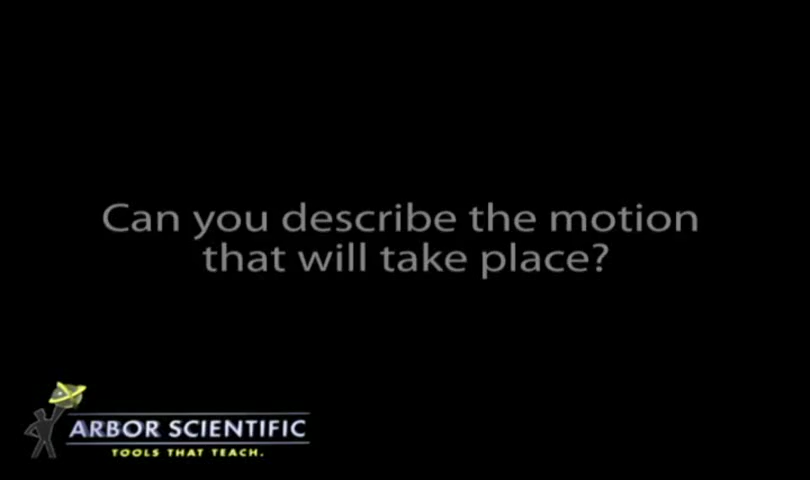 Can you describe the motion
that will take place?
ARBOR SCIENTIFIC
TOOLS THAT TEACH.